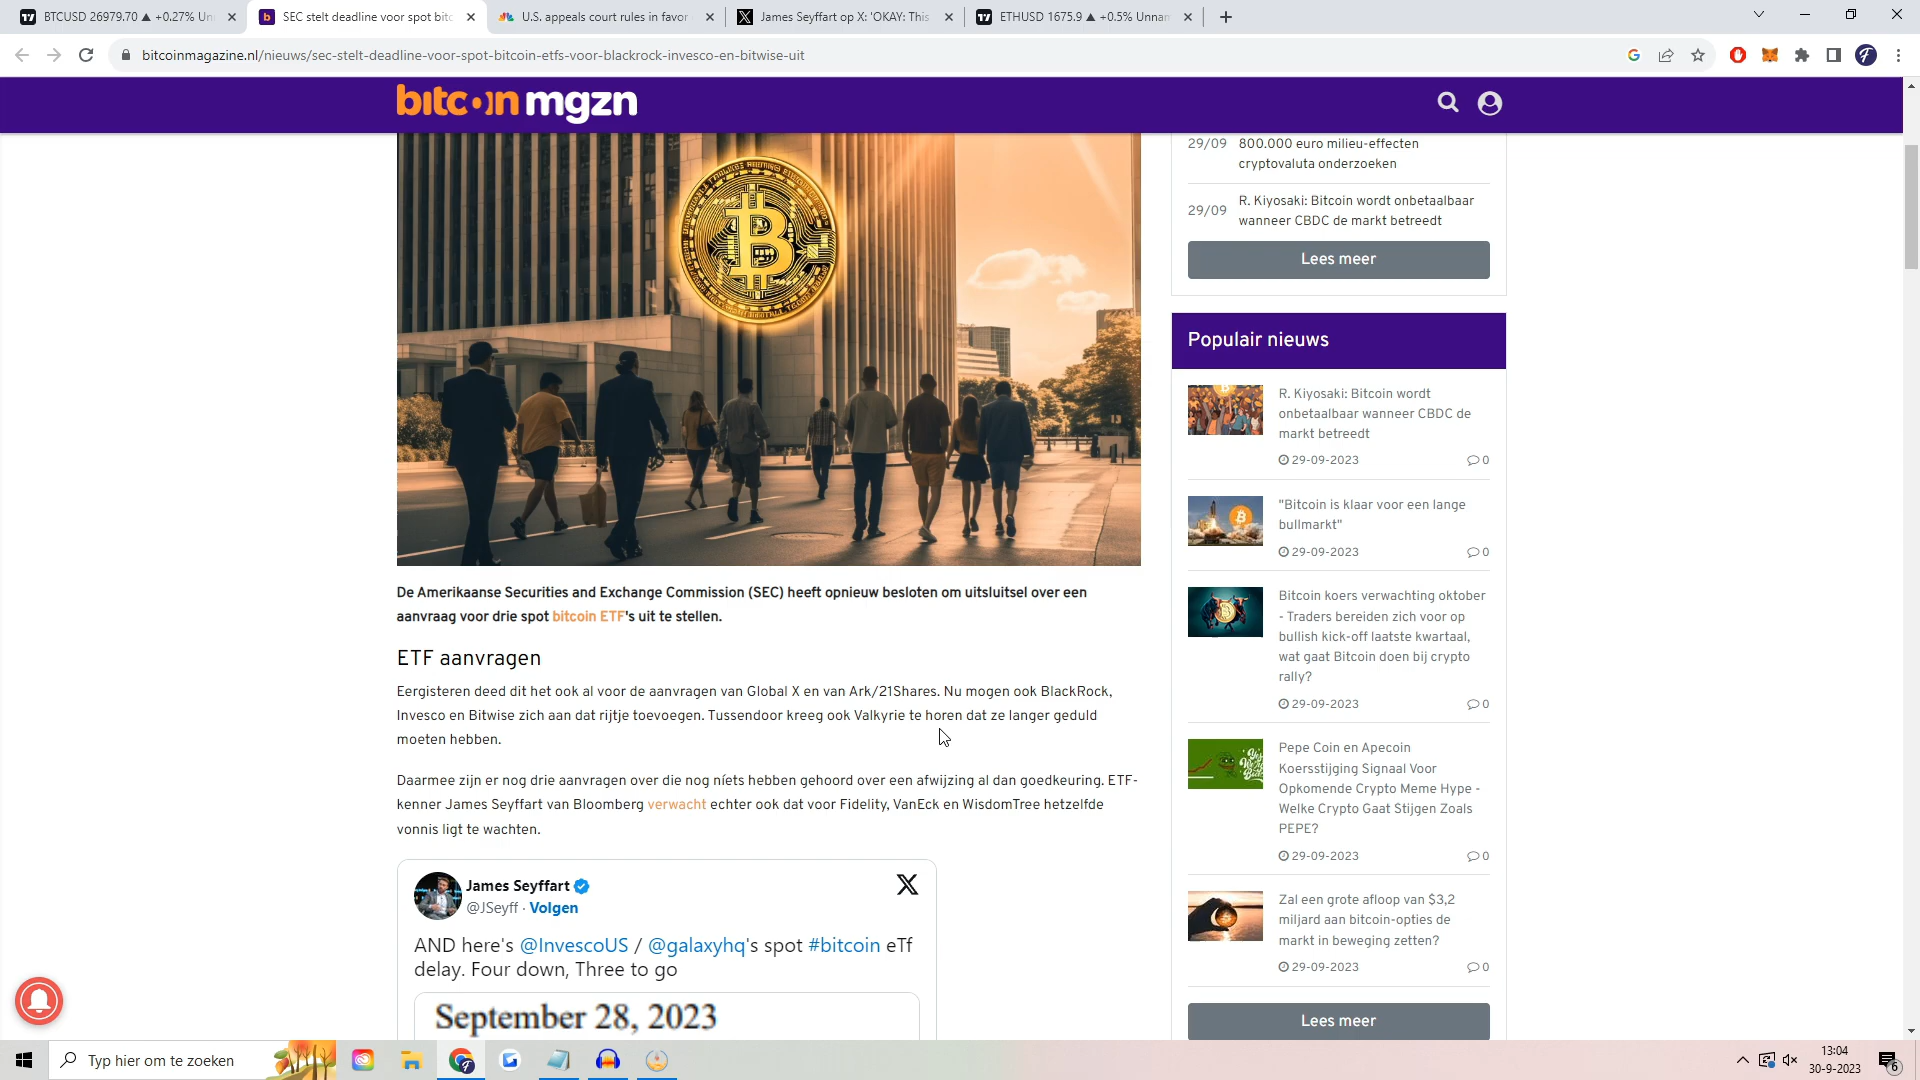 BTCUSD 26979.70 ▲ +0.27% Un
SEC stelt deadline voor spot bitc
U.S. appeals court rules in favor
James Seyffart op X: 'OKAY: This
ETHUSD 1675.9 ▲ +0.5% Unnam
bitcoinmagazine.nl/nieuws/sec-stelt-deadline-voor-spot-bitcoin-etfs-voor-blackrock-invesco-en-bitwise-uit
bitcoin mgzn
De Amerikaanse Securities and Exchange Commission (SEC) heeft opnieuw besloten om uitsluitsel over een
aanvraag voor drie spot bitcoin ETF's uit te stellen.
ETF aanvragen
Eergisteren deed dit het ook al voor de aanvragen van Global X en van Ark/21Shares. Nu mogen ook BlackRock,
Invesco en Bitwise zich aan dat rijtje toevoegen. Tussendoor kreeg ook Valkyrie te horen dat ze langer geduld
moeten hebben.
Daarmee zijn er nog drie aanvragen over die nog níets hebben gehoord over een afwijzing al dan goedkeuring. ETF-
kenner James Seyffart van Bloomberg verwacht echter ook dat voor Fidelity, VanEck en WisdomTree hetzelfde
vonnis ligt te wachten.
James Seyffart
@JSeyff · Volgen
AND here's @InvescoUS / @galaxyhq's spot #bitcoin eTf
delay. Four down, Three to go
September 28, 2023
29/09
800.000 euro milieu-effecten
cryptovaluta onderzoeken
29/09
R. Kiyosaki: Bitcoin wordt onbetaalbaar
wanneer CBDC de markt betreedt
Lees meer
Populair nieuws
R. Kiyosaki: Bitcoin wordt
onbetaalbaar wanneer CBDC de
markt betreedt
29-09-2023 0
"Bitcoin is klaar voor een lange
bullmarkt"
29-09-2023 0
Bitcoin koers verwachting oktober
- Traders bereiden zich voor op
bullish kick-off laatste kwartaal,
wat gaat Bitcoin doen bij crypto
rally?
29-09-2023 0
Pepe Coin en Apecoin
Koersstijging Signaal Voor
Opkomende Crypto Meme Hype -
Welke Crypto Gaat Stijgen Zoals
PEPE?
29-09-2023 0
Zal een grote afloop van $3,2
miljard aan bitcoin-opties de
markt in beweging zetten?
29-09-2023 0
Lees meer
Typ hier om te zoeken
13:04
30-9-2023
6